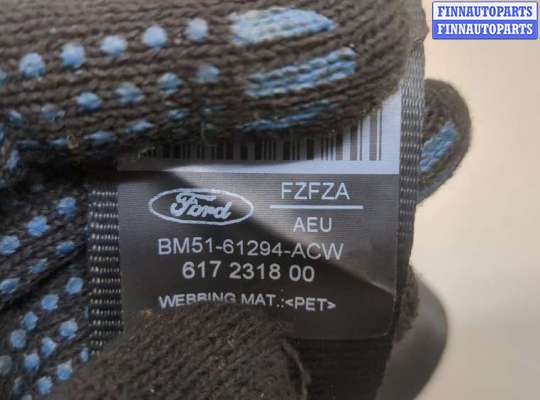 FINNAUTOPARTS
FINNAUTOPARTS
Ford
FZFZA
AEU
BM51-61294-ACW
617 2318 00
WEBBING MAT.:<PET>